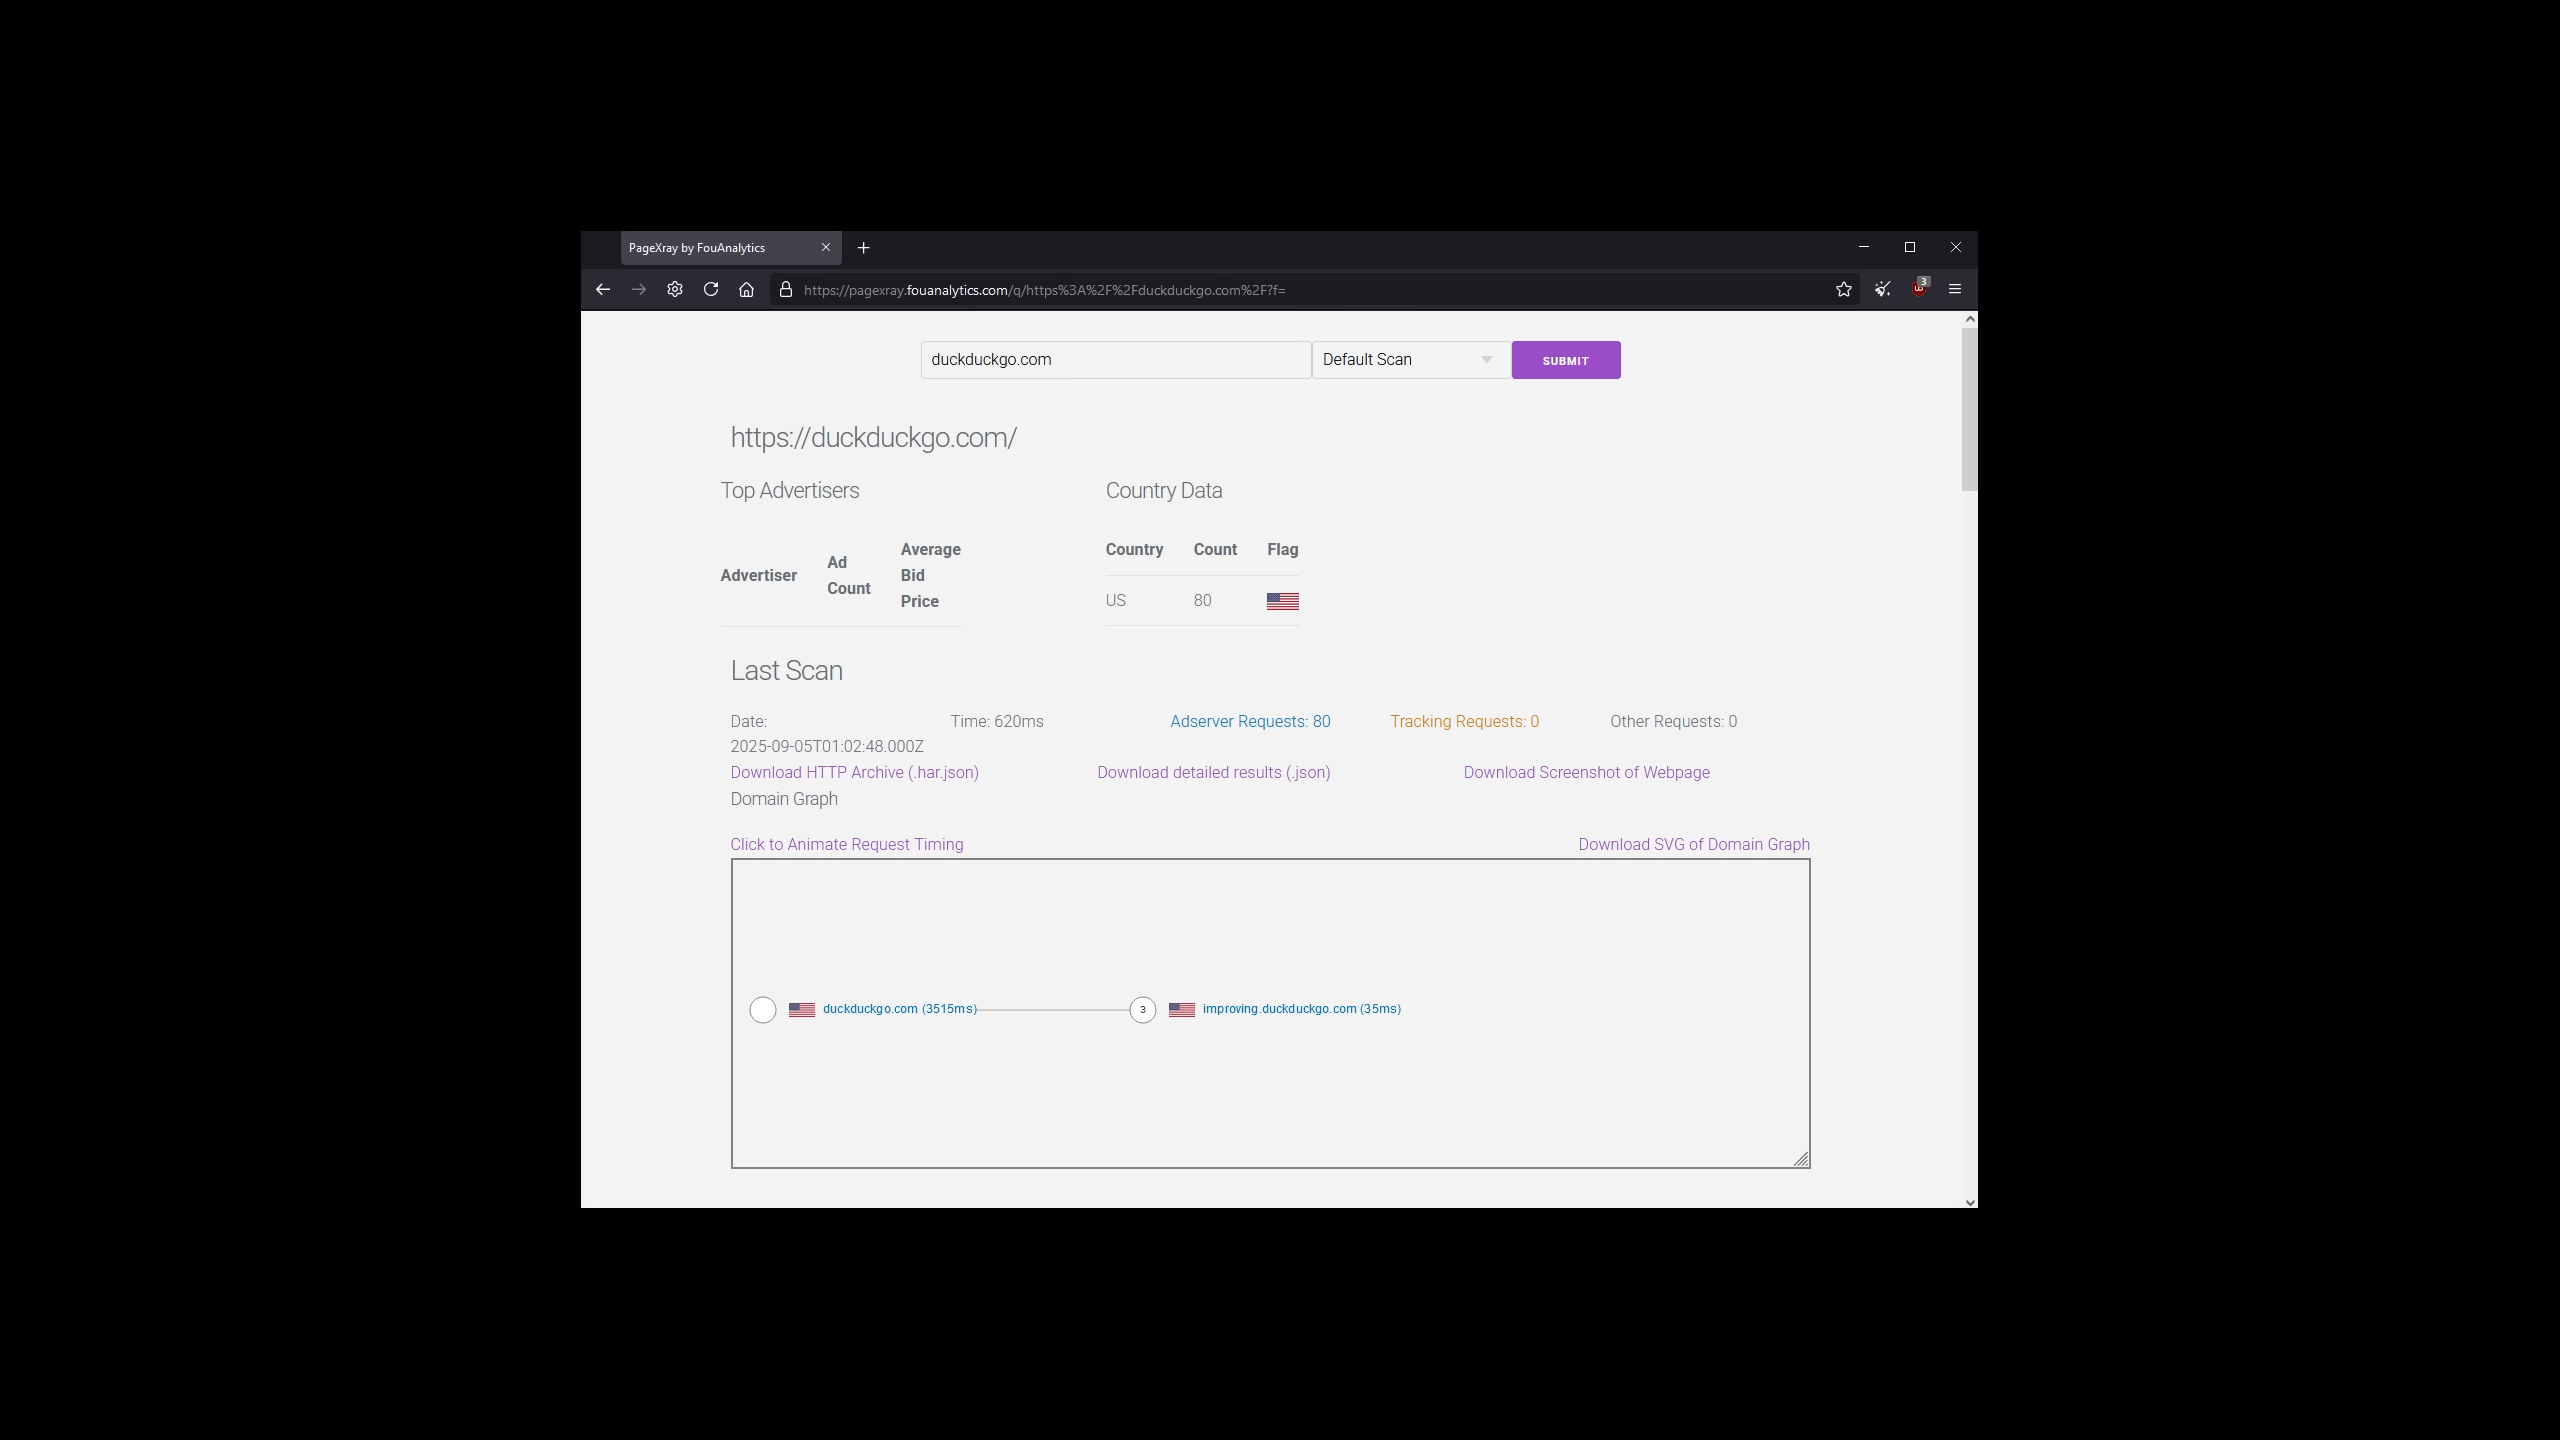 PageXray by FouAnalytics
https://pagexray.fouanalytics.com/q/https%3A%2F%2Fduckduckgo.com%2F?f=
3
duckduckgo.com
Default Scan
SUBMIT
https://duckduckgo.com/
Top Advertisers
Advertiser
Ad Count
Average Bid Price
Country Data
Country Count Flag
US 80
Last Scan
Date: 2025-09-05T01:02:48.000Z
Time: 620ms
Adserver Requests: 80
Tracking Requests: 0
Other Requests: 0
Download HTTP Archive (.har.json)
Download detailed results (.json)
Download Screenshot of Webpage
Domain Graph
Click to Animate Request Timing
Download SVG of Domain Graph
duckduckgo.com (3515ms)
3
improving.duckduckgo.com (35ms)